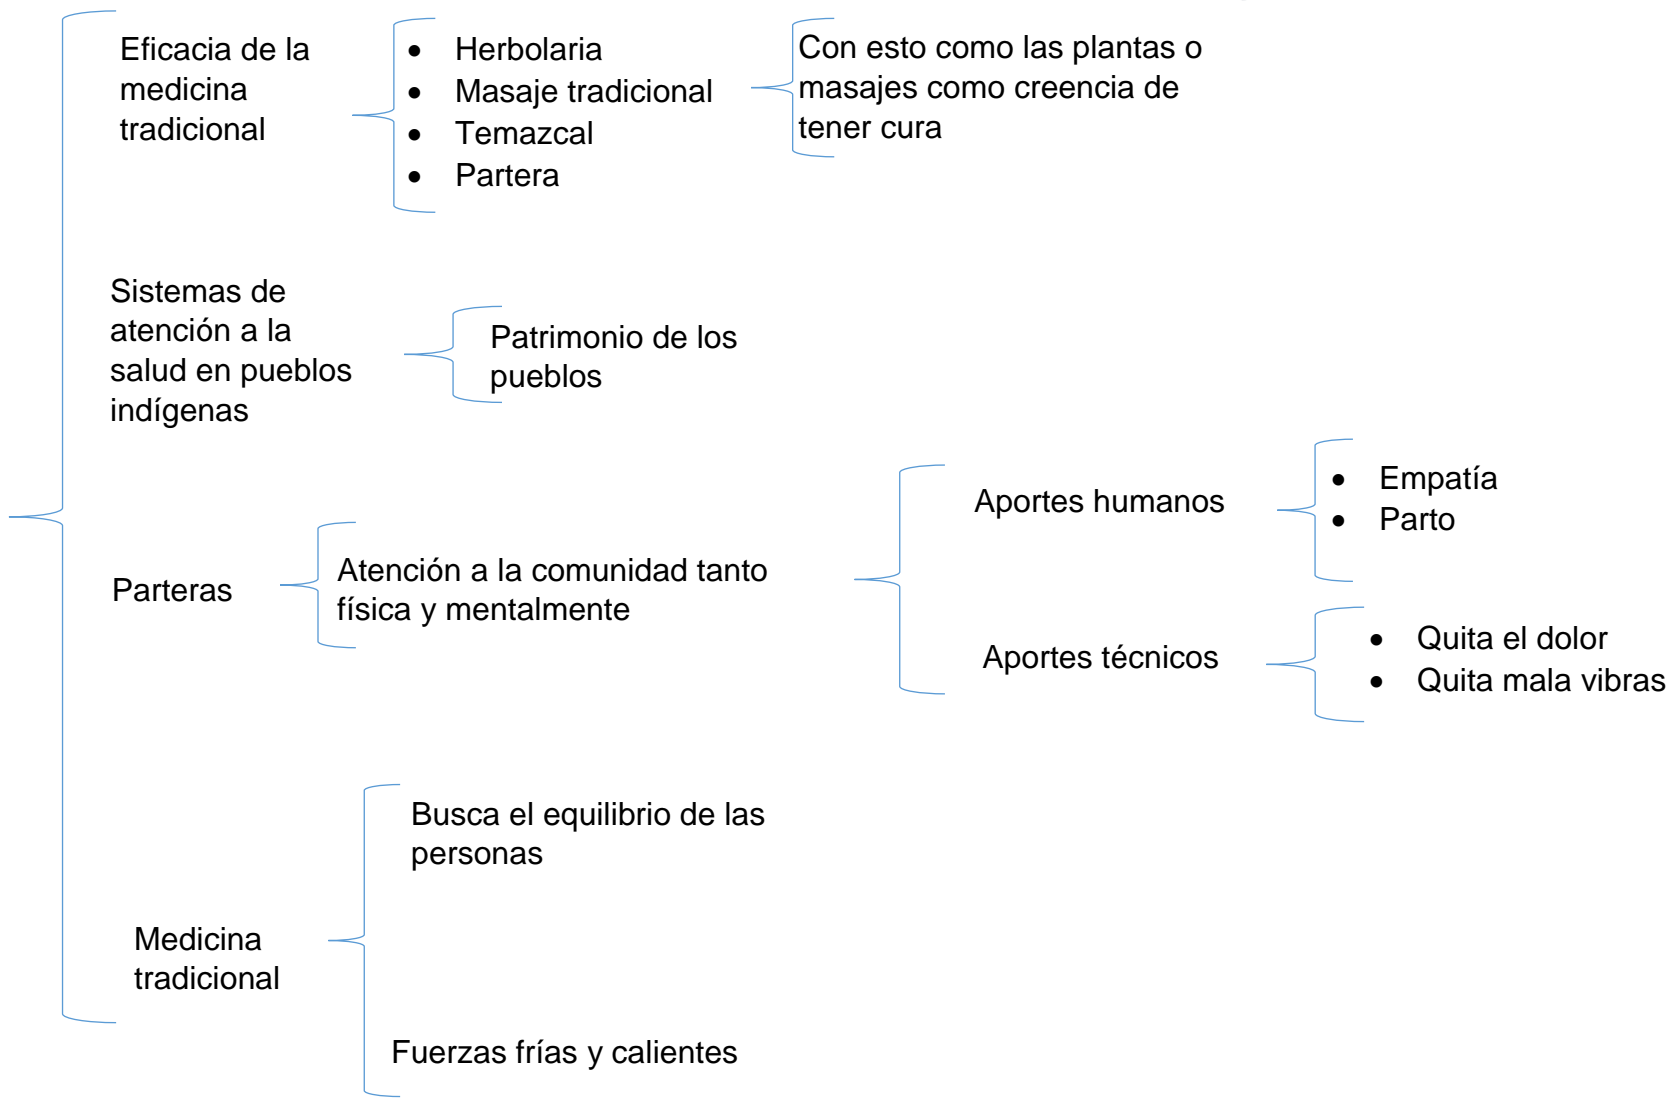 Eficacia de la
medicina
tradicional
• Herbolaria
• Masaje tradicional
• Temazcal
• Partera
Con esto como las plantas o
masajes como creencia de
tener cura
Sistemas de
atención a la
salud en pueblos
indígenas
Patrimonio de los
pueblos
Parteras
Atención a la comunidad tanto
física y mentalmente
Aportes humanos
• Empatía
• Parto
Aportes técnicos
• Quita el dolor
• Quita mala vibras
Medicina
tradicional
Busca el equilibrio de las
personas
Fuerzas frías y calientes